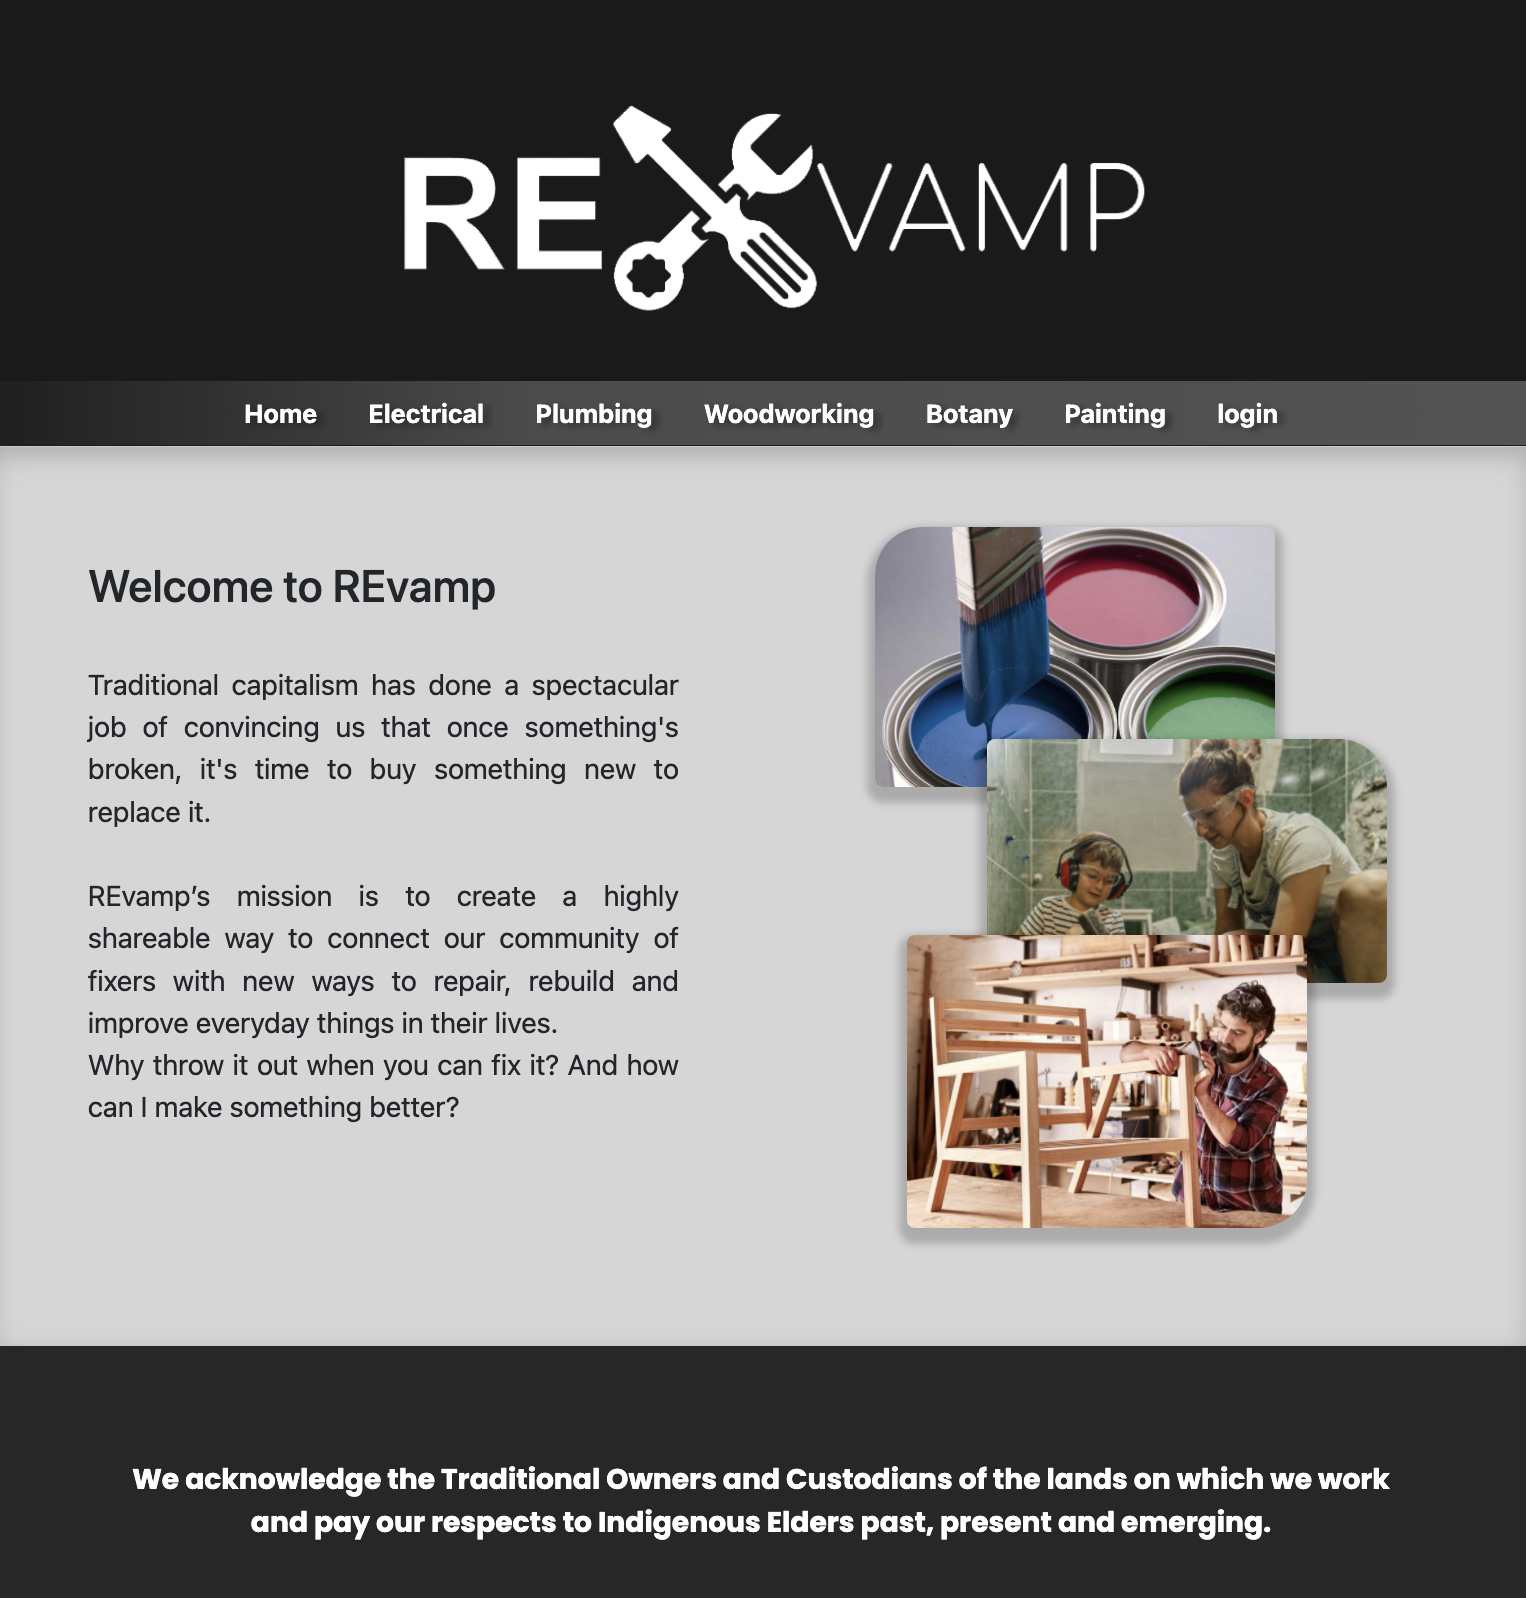 REVAMP
Home Electrical Plumbing Woodworking Botany Painting login
Welcome to REvamp
Traditional capitalism has done a spectacular
job of convincing us that once something's
broken, it's time to buy something new to
replace it.
REvamp’s mission is to create a highly
shareable way to connect our community of
fixers with new ways to repair, rebuild and
improve everyday things in their lives.
Why throw it out when you can fix it? And how
can I make something better?
We acknowledge the Traditional Owners and Custodians of the lands on which we work
and pay our respects to Indigenous Elders past, present and emerging.